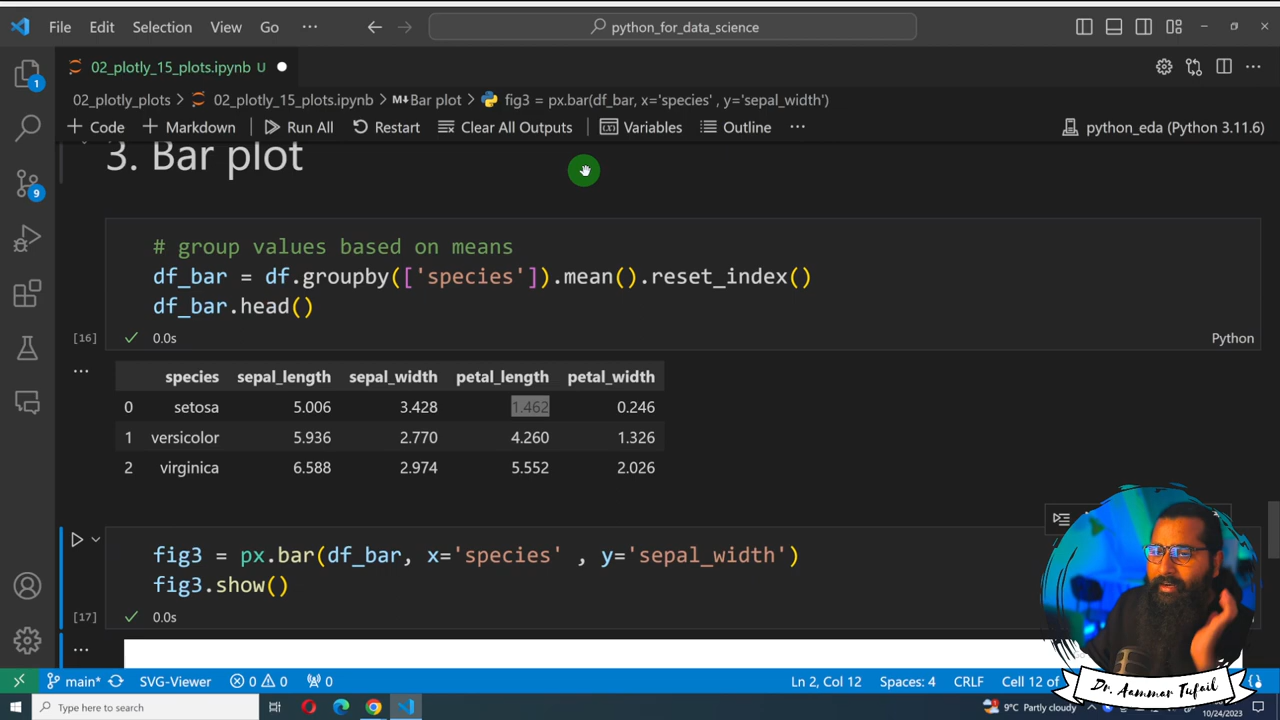 File Edit Selection View Go ··· python_for_data_science
02_plotly_15_plots.ipynb U
1
02_plotly_plots > 02_plotly_15_plots.ipynb > M↓Bar plot > fig3 = px.bar(df_bar, x='species' , y='sepal_width')
+ Code + Markdown Run All Restart Clear All Outputs Variables Outline ··· python_eda (Python 3.11.6)
3. Bar plot
9
# group values based on means
df_bar = df.groupby(['species']).mean().reset_index()
df_bar.head()
[16] ✓ 0.0s Python
species sepal_length sepal_width petal_length petal_width
0 setosa 5.006 3.428 1.462 0.246
1 versicolor 5.936 2.770 4.260 1.326
2 virginica 6.588 2.974 5.552 2.026
fig3 = px.bar(df_bar, x='species' , y='sepal_width')
fig3.show()
[17] ✓ 0.0s
main* SVG-Viewer 0 0 0 Ln 2, Col 12 Spaces: 4 CRLF Cell 12 of
Dr. Aammar Tufail
Type here to search 9°C Partly cloudy
10/24/2023